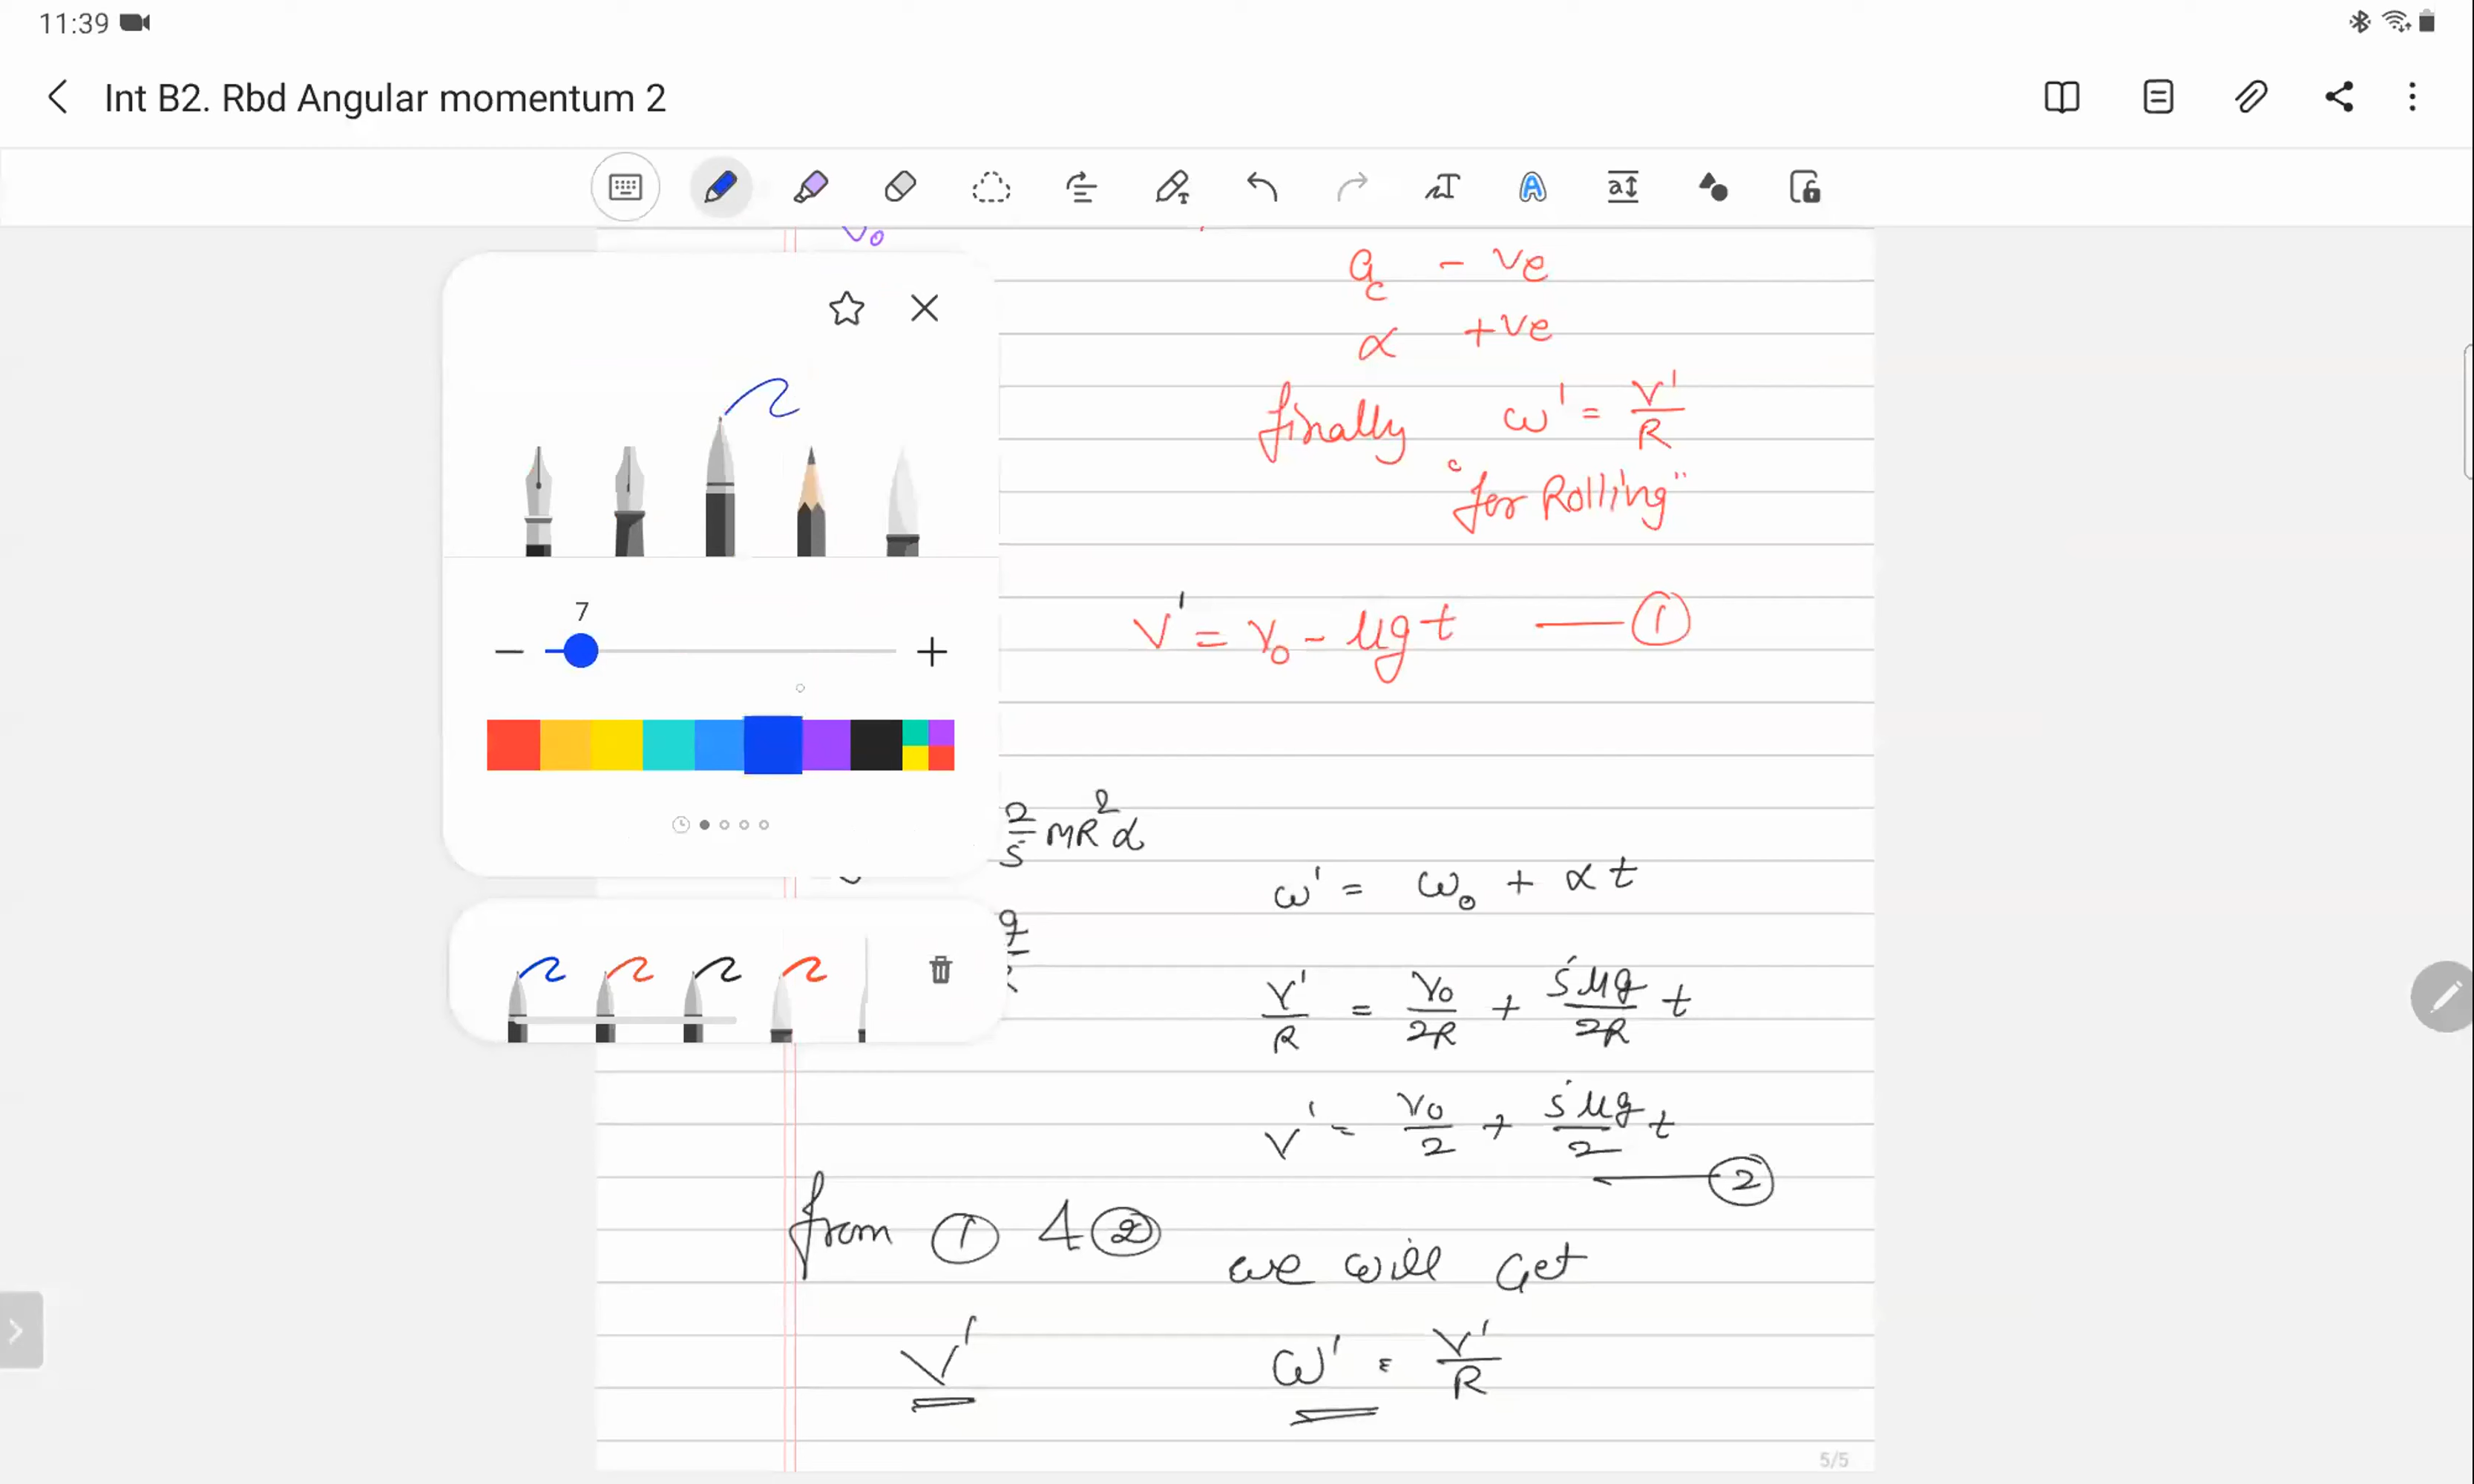 11:39
Int B2. Rbd Angular momentum 2
v₀
a_c - ve
α +ve
finally ω' = v'/R
"for Rolling"
7
v' = v₀ - μgt — ①
2/5 MR²α
ω' = ω₀ + αt
v'/R = v₀/2R + 5μg/2R t
v' = v₀/2 + 5μg/2 t
②
from ① & ② we will Get
v' ω' = v'/R
5/5